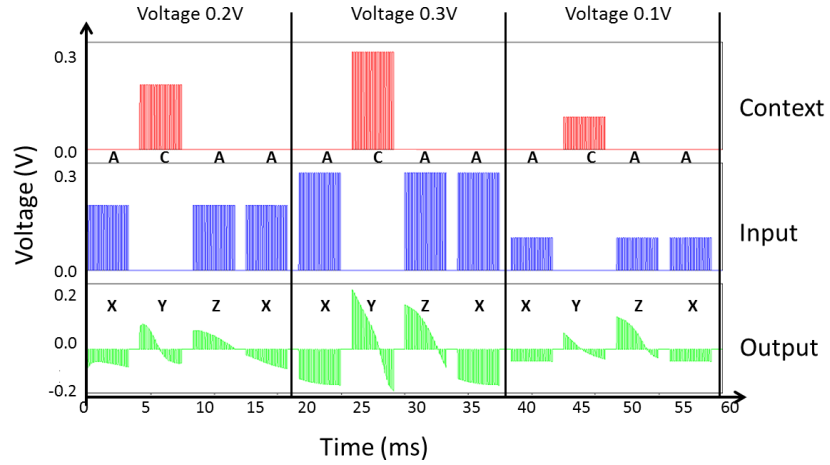 Voltage 0.2V Voltage 0.3V Voltage 0.1V
0.3
Context
0.0
A C A A A C A A A C A A
0.3
Voltage (V)
Input
0.0
0.2
X Y Z X X Y Z X X Y Z X
0.0
Output
-0.2
0 5 10 15 20 25 30 35 40 45 50 55 60
Time (ms)